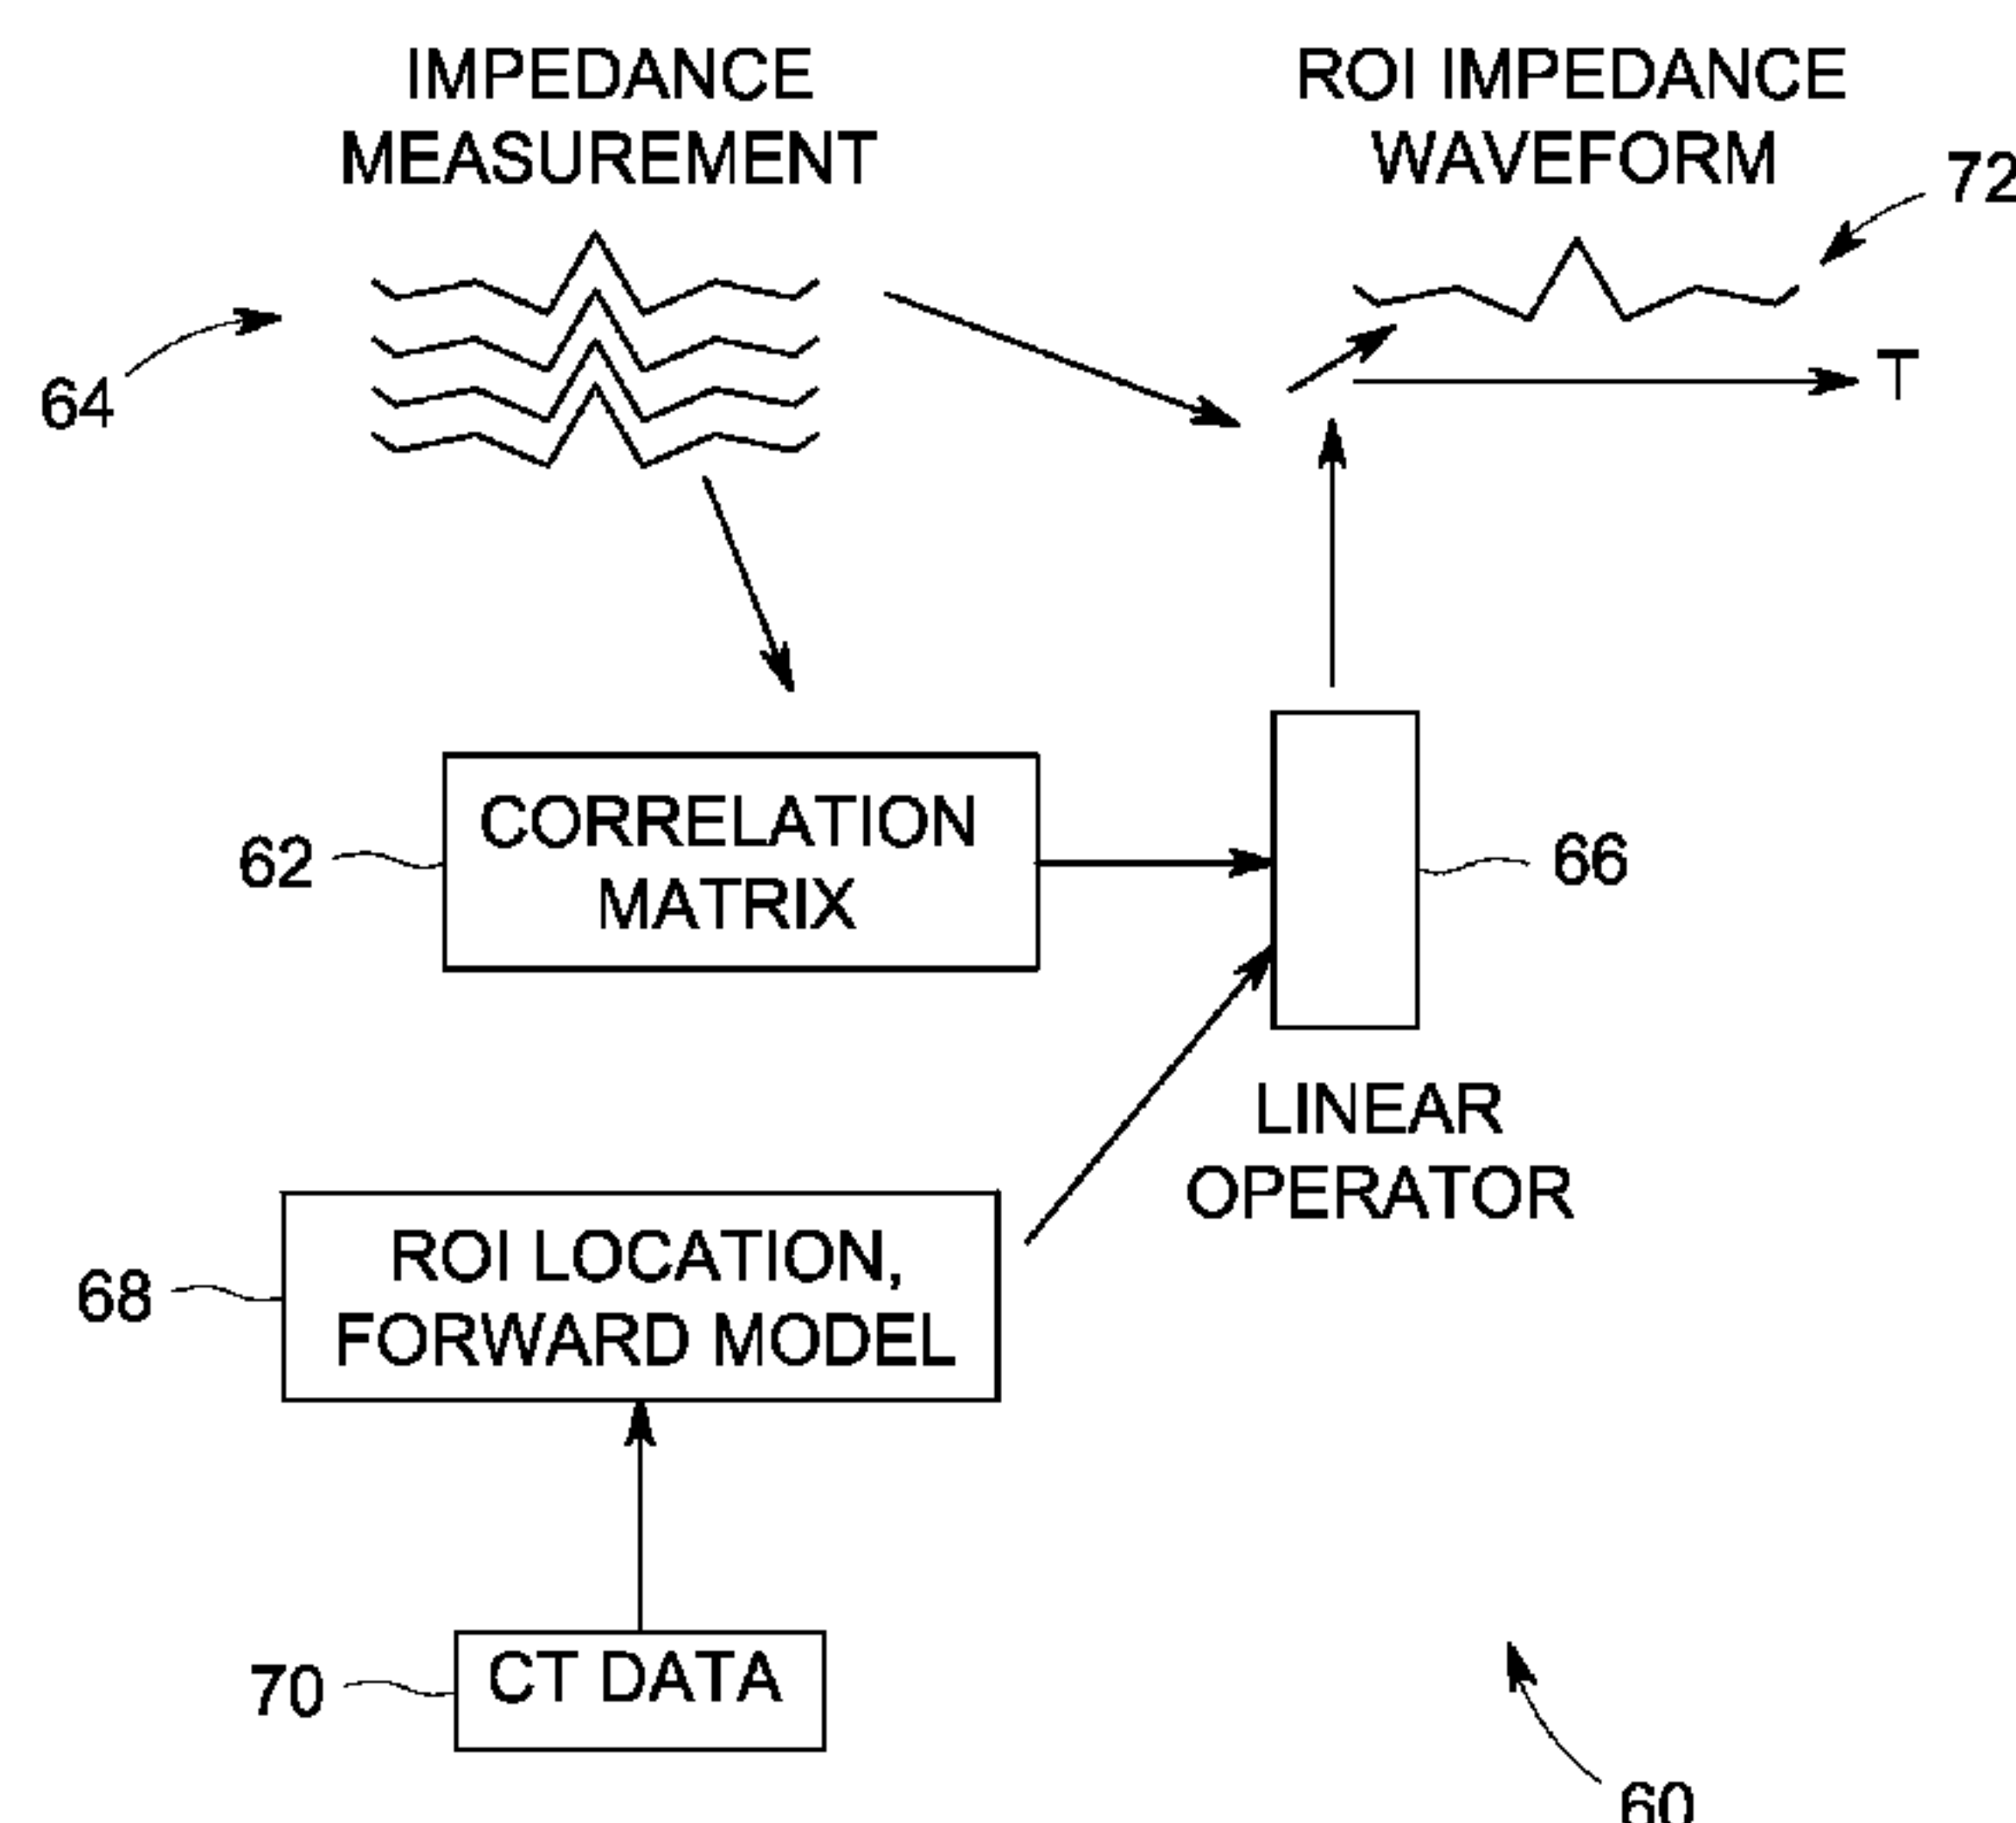 IMPEDANCE
MEASUREMENT
ROI IMPEDANCE
WAVEFORM
72
64
T
CORRELATION
MATRIX
62
66
LINEAR
OPERATOR
ROI LOCATION,
FORWARD MODEL
68
CT DATA
70
60